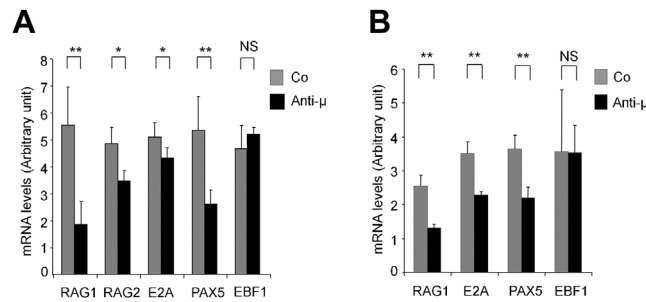 A
** * * ** NS
Co
Anti-μ
mRNA levels (Arbitrary unit)
8
7
6
5
4
3
2
1
0
RAG1 RAG2 E2A PAX5 EBF1
B
** ** ** NS
Co
Anti-μ
mRNA levels (Arbitrary unit)
6
5
4
3
2
1
0
RAG1 E2A PAX5 EBF1